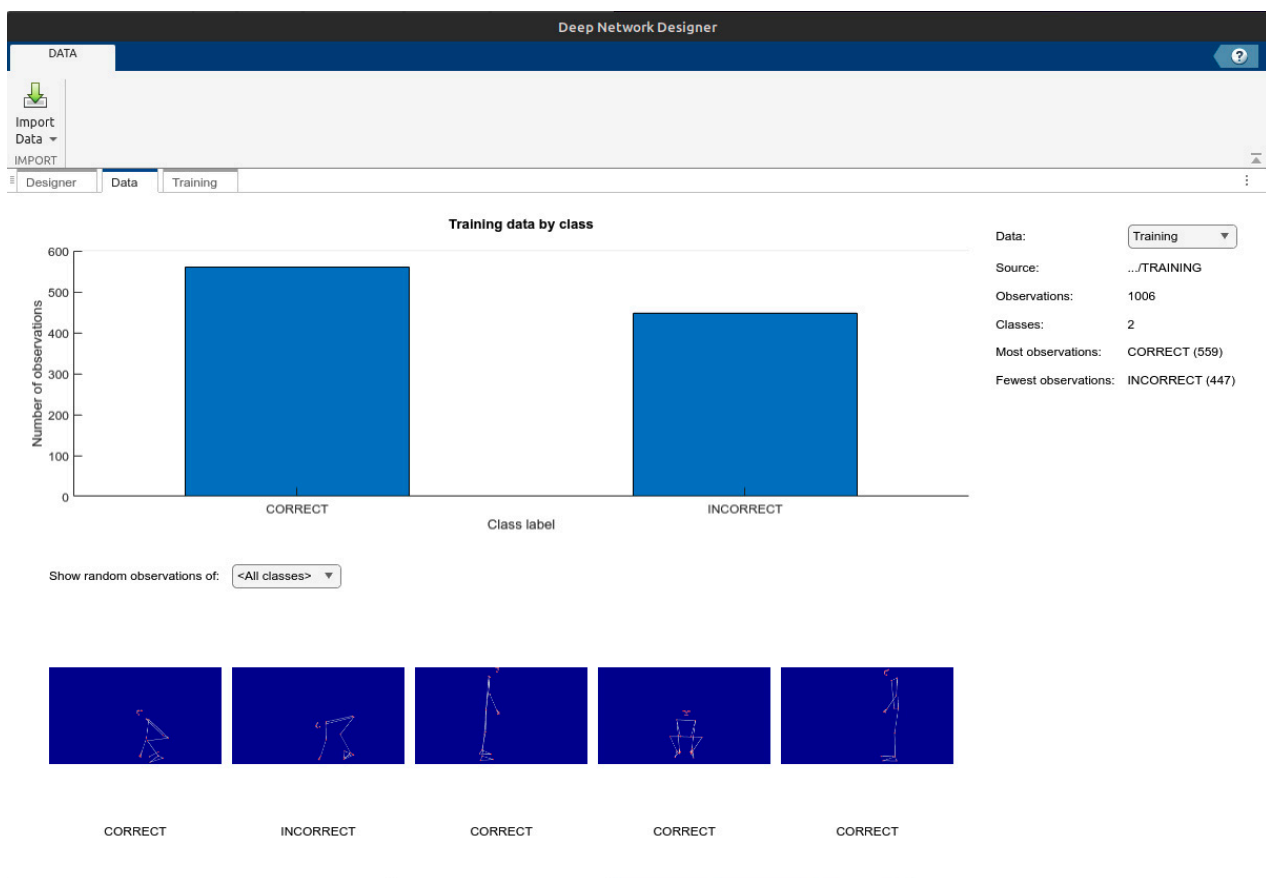 Deep Network Designer
DATA
?
Import
Data
IMPORT
Designer Data Training
Training data by class
Data: Training
Source: .../TRAINING
Observations: 1006
Classes: 2
Most observations: CORRECT (559)
Fewest observations: INCORRECT (447)
600
500
400
300
200
100
0
Number of observations
CORRECT INCORRECT
Class label
Show random observations of: <All classes>
CORRECT INCORRECT CORRECT CORRECT CORRECT